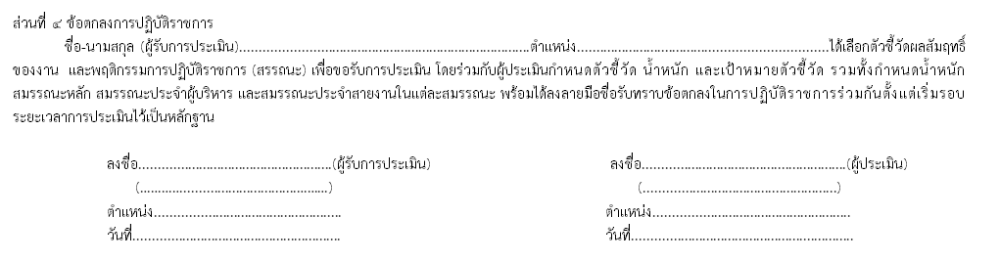 ส่วนที่ ๔ ข้อตกลงการปฏิบัติราชการ
ชื่อ-นามสกุล (ผู้รับการประเมิน)..........................................................................ตำแหน่ง................................................................ได้เลือกตัวชี้วัดผลสัมฤทธิ์
ของงาน และพฤติกรรมการปฏิบัติราชการ (สรรถนะ) เพื่อขอรับการประเมิน โดยร่วมกับผู้ประเมินกำหนดตัวชี้วัด น้ำหนัก และเป้าหมายตัวชี้วัด รวมทั้งกำหนดน้ำหนัก
สมรรถนะหลัก สมรรถนะประจำผู้บริหาร และสมรรถนะประจำสายงานในแต่ละสมรรถนะ พร้อมได้ลงลายมือชื่อรับทราบข้อตกลงในการปฏิบัติราชการร่วมกันตั้งแต่เริ่มรอบ
ระยะเวลาการประเมินไว้เป็นหลักฐาน
ลงชื่อ..................................................(ผู้รับการประเมิน) ลงชื่อ....................................................(ผู้ประเมิน)
(................................................) (..................................................)
ตำแหน่ง................................................ ตำแหน่ง...................................................
วันที่..................................................... วันที่.........................................................